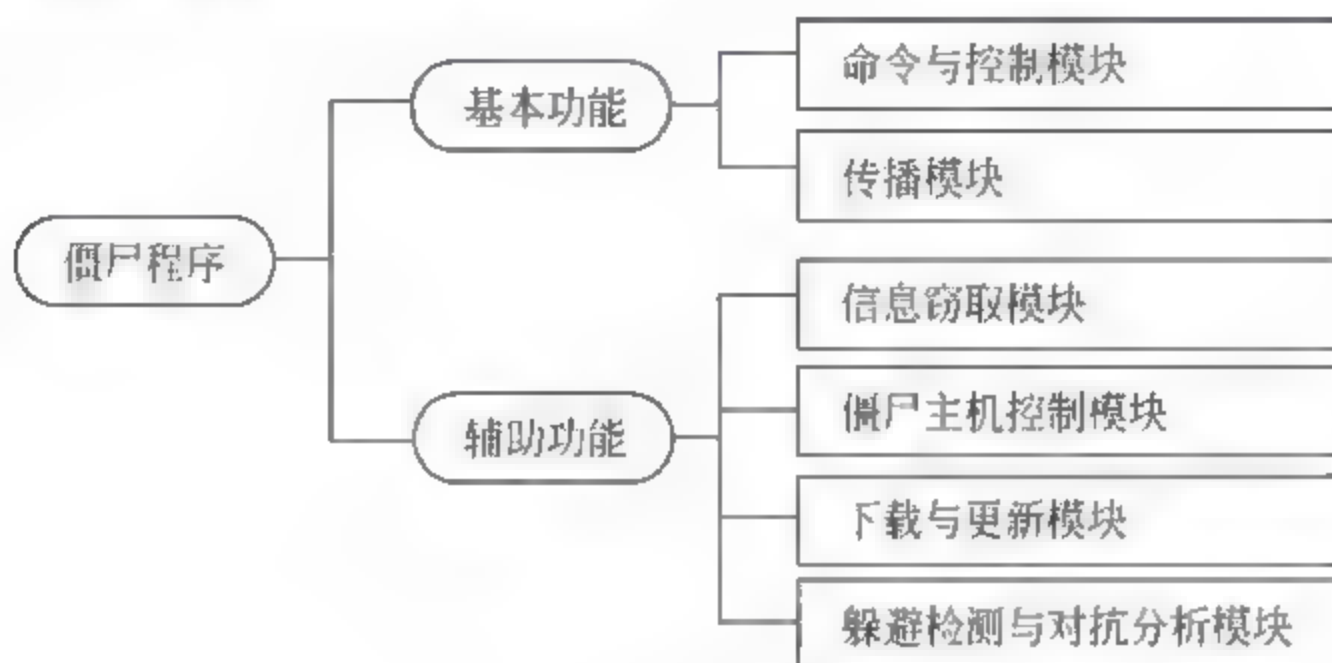 僵尸程序
基本功能
命令与控制模块
传播模块
辅助功能
信息窃取模块
僵尸主机控制模块
下载与更新模块
躲避检测与对抗分析模块